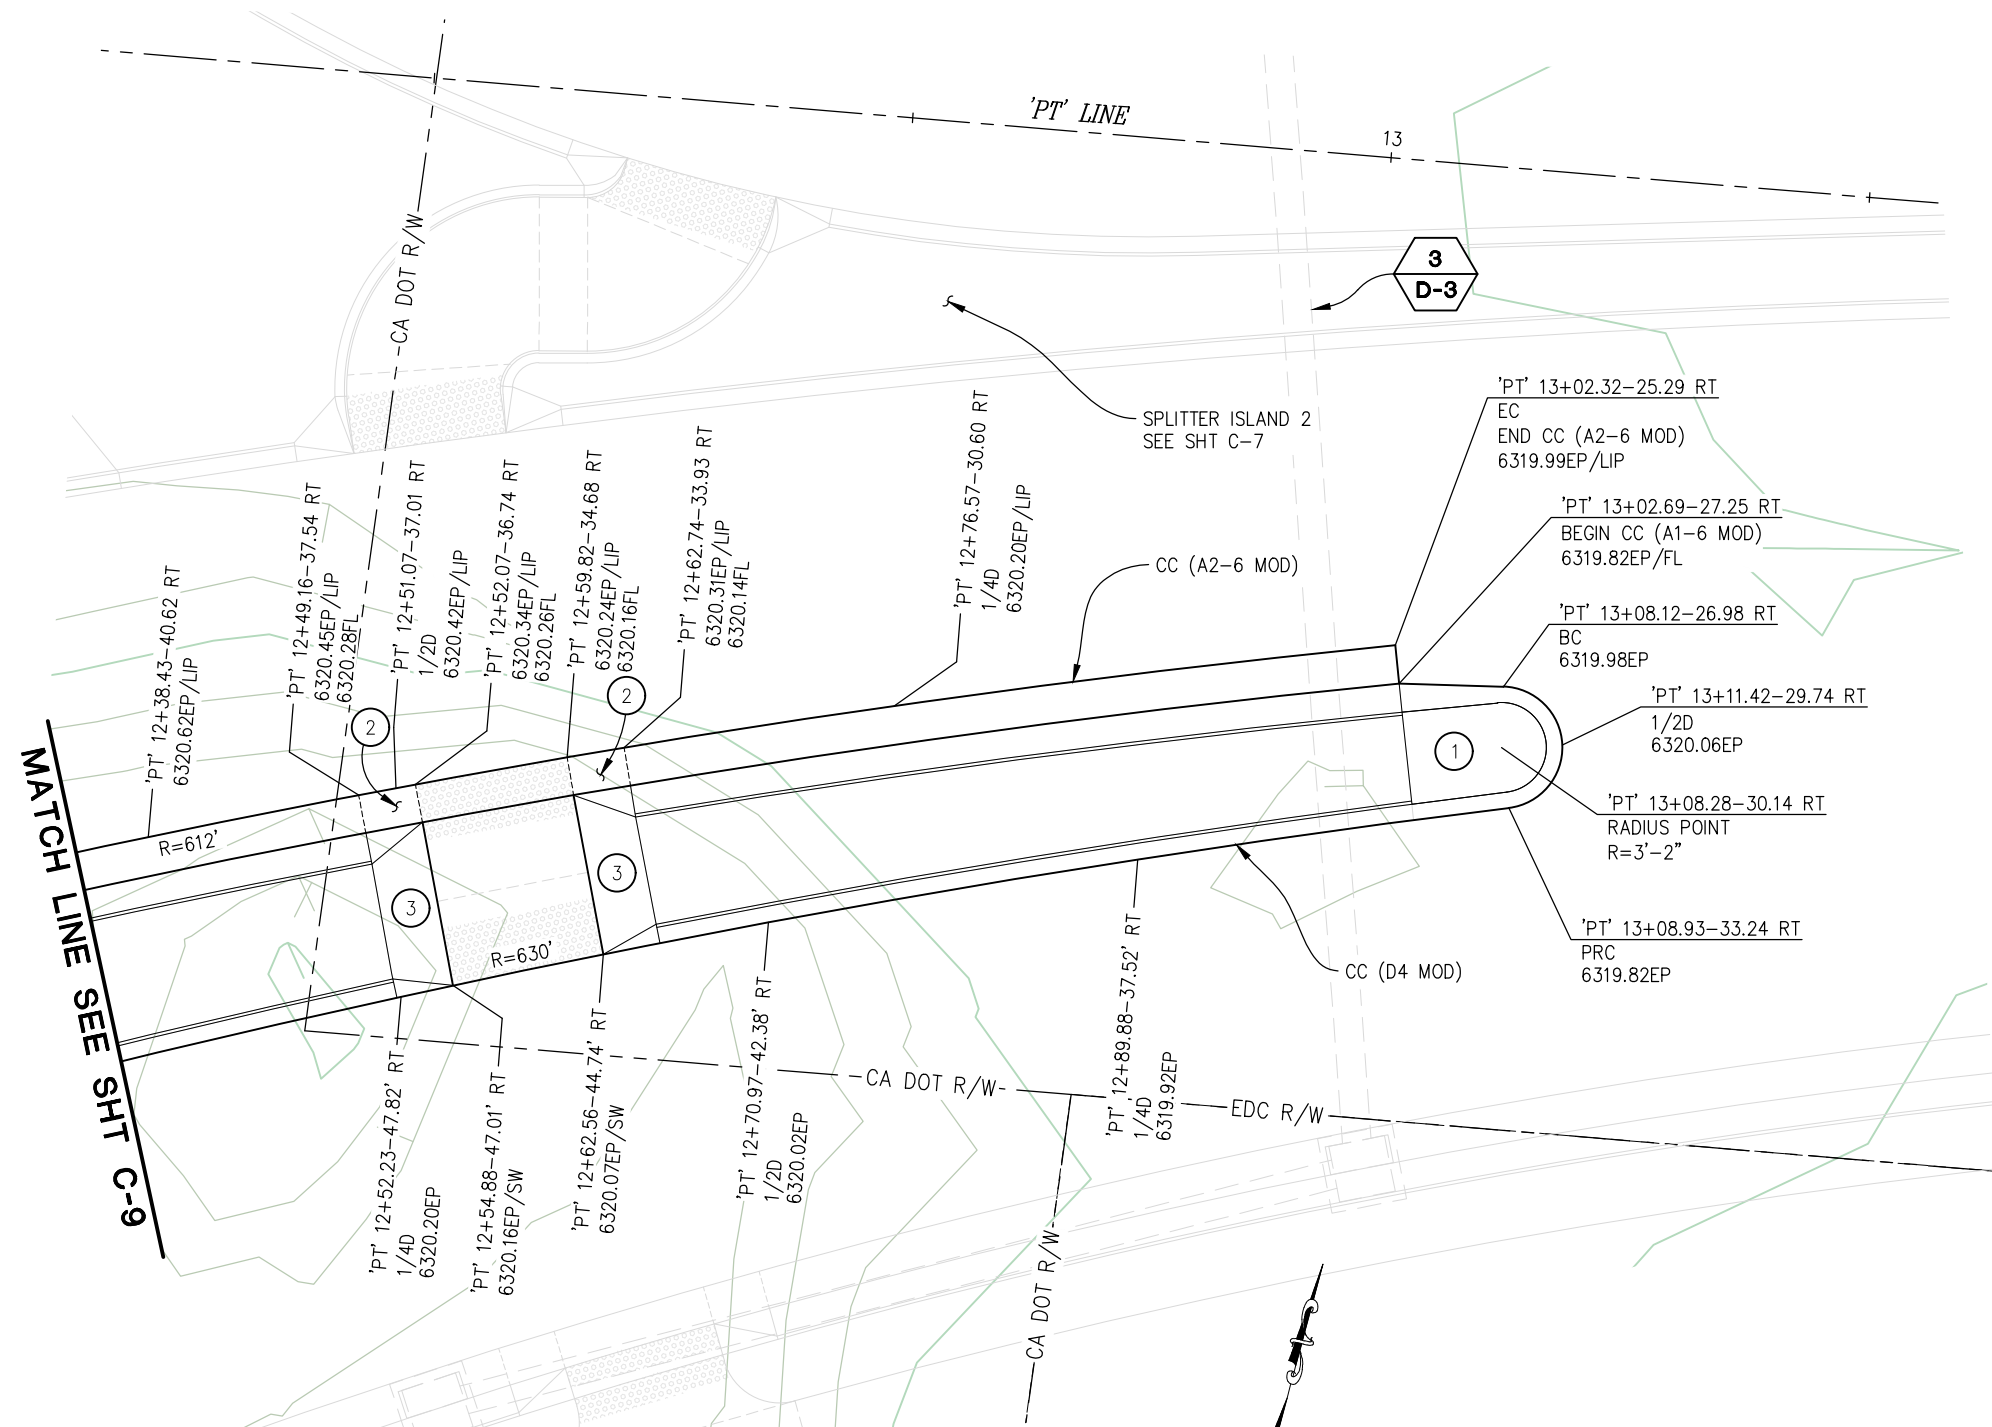 'PT' LINE
13
CA DOT R/W
3
D-3
SPLITTER ISLAND 2
SEE SHT C-7
'PT' 13+02.32-25.29 RT
EC
END CC (A2-6 MOD)
6319.99EP/LIP
'PT' 13+02.69-27.25 RT
BEGIN CC (A1-6 MOD)
6319.82EP/FL
'PT' 13+08.12-26.98 RT
BC
6319.98EP
'PT' 13+11.42-29.74 RT
1/2D
6320.06EP
'PT' 13+08.28-30.14 RT
RADIUS POINT
R=3'-2"
'PT' 13+08.93-33.24 RT
PRC
6319.82EP
'PT' 12+38.43-40.62 RT
6320.62EP/LIP
'PT' 12+49.16-37.54 RT
6320.45EP/LIP
6320.28FL
'PT' 12+51.07-37.01 RT
1/2D
6320.42EP/LIP
'PT' 12+52.07-36.74 RT
6320.34EP/LIP
6320.26FL
'PT' 12+59.82-34.68 RT
6320.24EP/LIP
6320.16FL
'PT' 12+62.74-33.93 RT
6320.31EP/LIP
6320.14FL
'PT' 12+76.57-30.60 RT
1/4D
6320.20EP/LIP
CC (A2-6 MOD)
2
2
1
3
3
R=612'
R=630'
CC (D4 MOD)
MATCH LINE SEE SHT C-9
'PT' 12+52.23-47.82' RT
1/4D
6320.20EP
'PT' 12+54.88-47.01' RT
6320.16EP/SW
'PT' 12+62.56-44.74' RT
6320.07EP/SW
'PT' 12+70.97-42.38' RT
1/2D
6320.02EP
'PT' 12+89.88-37.52' RT
1/4D
6319.92EP
CA DOT R/W
EDC R/W
CA DOT R/W